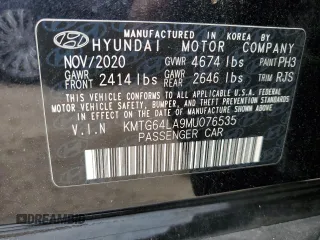 MANUFACTURED IN KOREA BY
HYUNDAI MOTOR COMPANY
NOV/2020 GVWR 4674 lbs PAINT PH3
GAWR FRONT 2414 lbs GAWR REAR 2646 lbs TRIM RJS
THIS VEHICLE CONFORMS TO ALL APPLICABLE U.S.A. FEDERAL
MOTOR VEHICLE SAFETY, BUMPER, AND THEFT PREVENTION
STANDARDS IN EFFECT ON THE DATE OF MANUFACTURE
SHOWN ABOVE.
V.I.N KMTG64LA9MU076535
PASSENGER CAR
DREAMBID